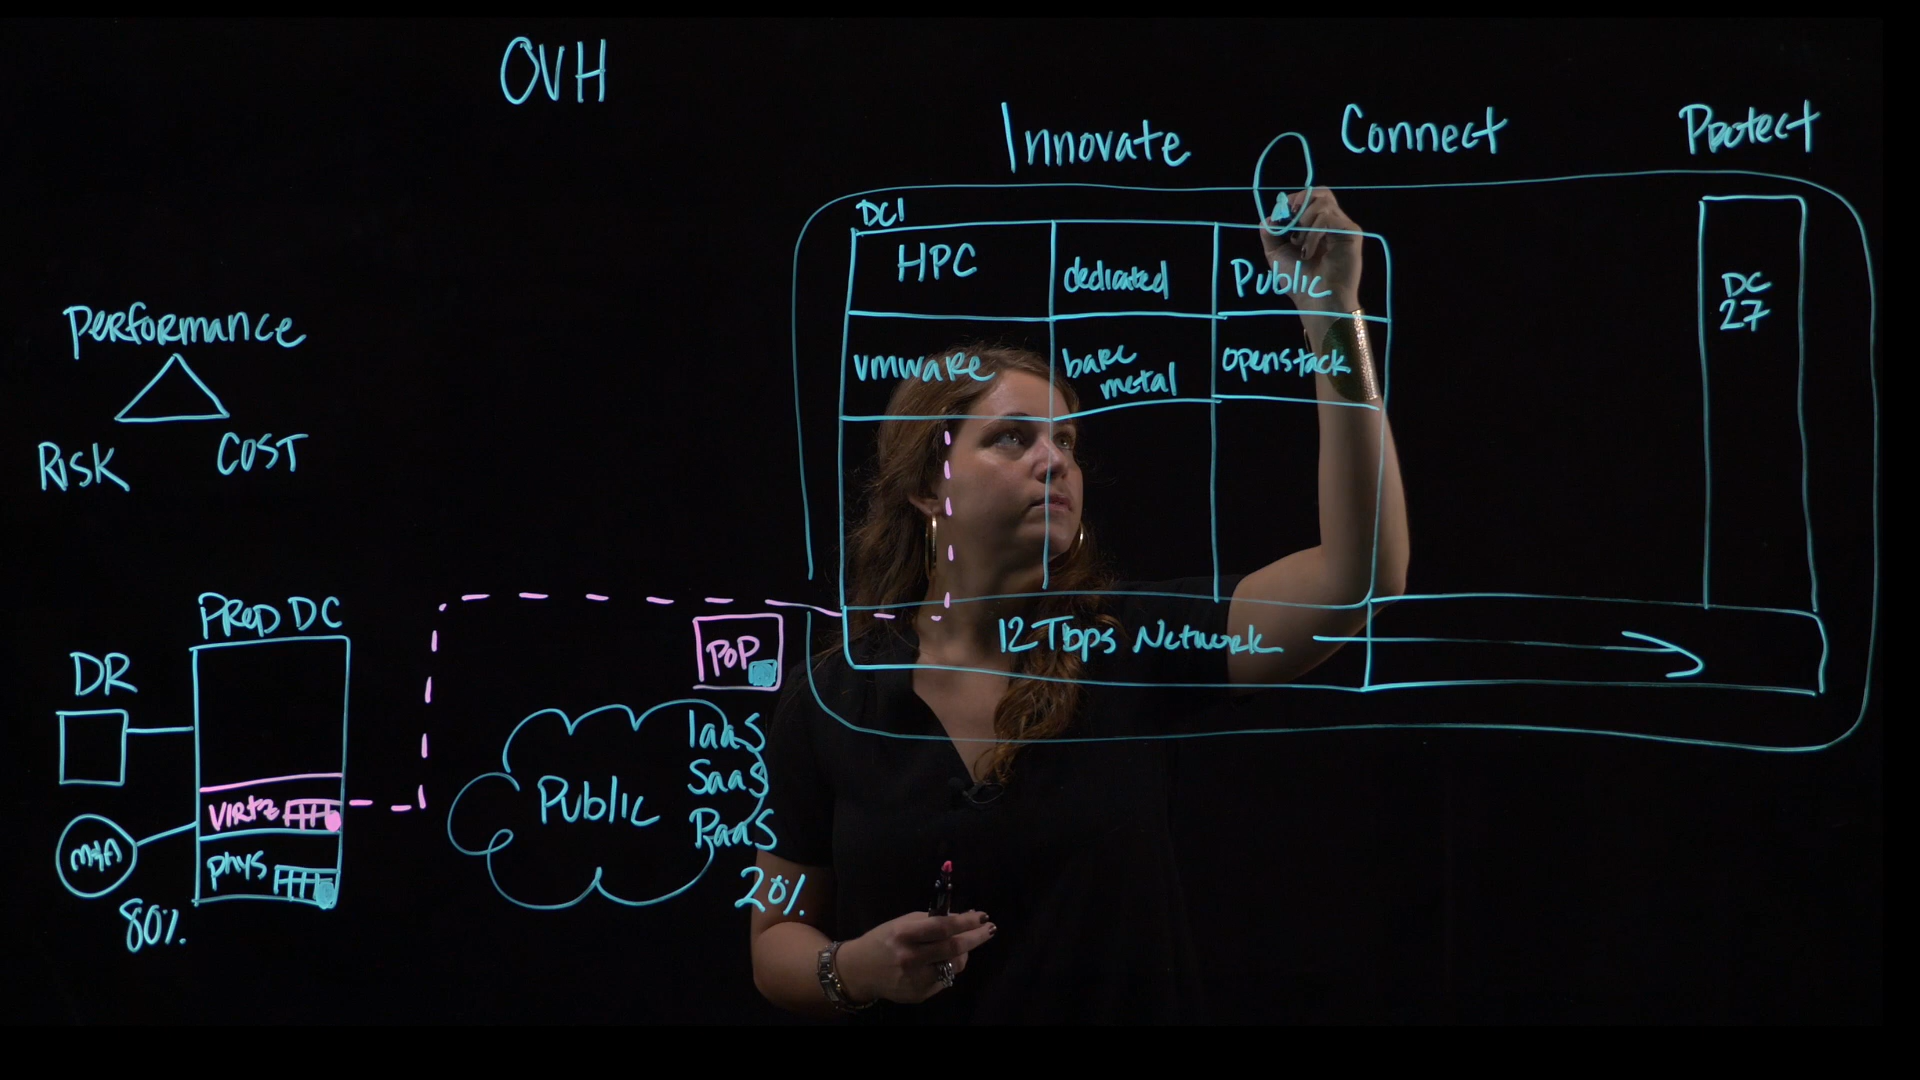 OVH
Innovate
Connect
Protect
DC1
HPC
dedicated
Public
vmware
bare metal
openstack
DC
27
12 Tbps Network
Performance
Risk
Cost
Prod DC
DR
Virtz
phys
M&A
80%
PoP
Public
IaaS
SaaS
PaaS
20%